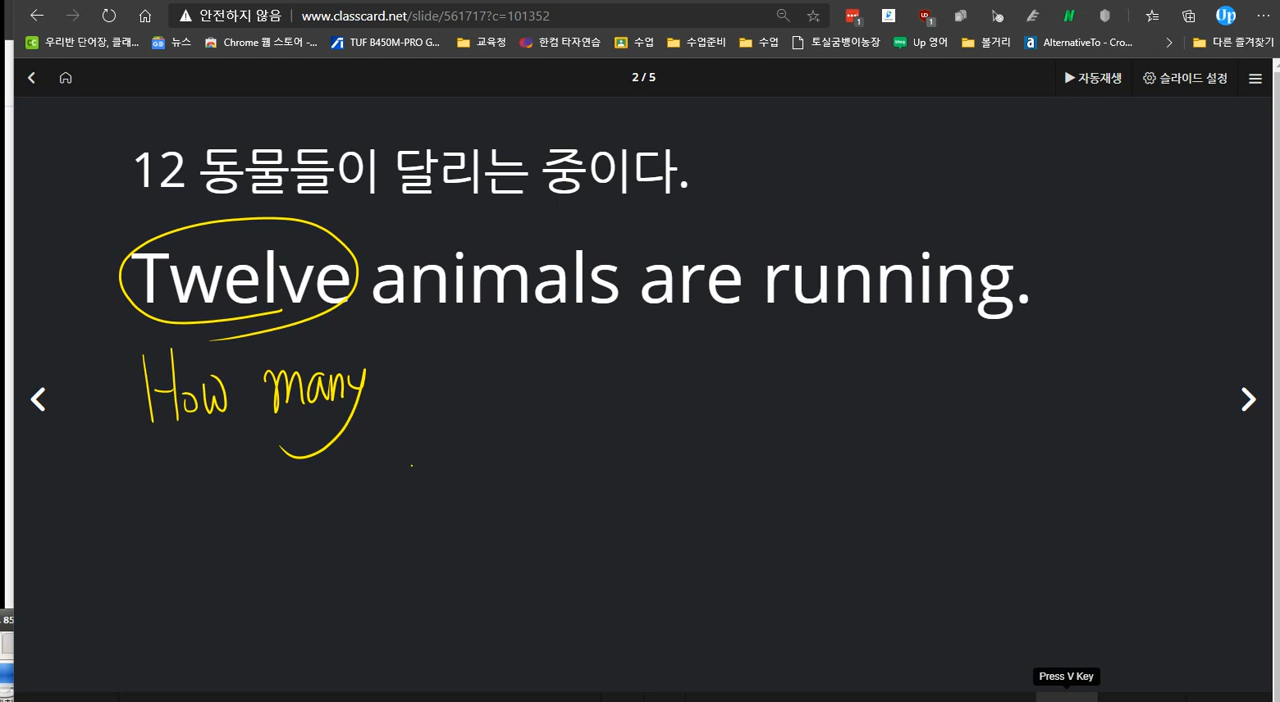 안전하지 않음 www.classcard.net/slide/561717?c=101352
우리반 단어장, 클래... 뉴스 Chrome 웹 스토어 -... TUF B450M-PRO G... 교육정 한컴 타자연습 수업 수업준비 수업 토실굼벵이농장 Up 영어 볼거리 AlternativeTo - Cro... 다른 즐겨찾기
2 / 5 자동재생 슬라이드 설정
12 동물들이 달리는 중이다.
Twelve animals are running.
How many
Press V Key